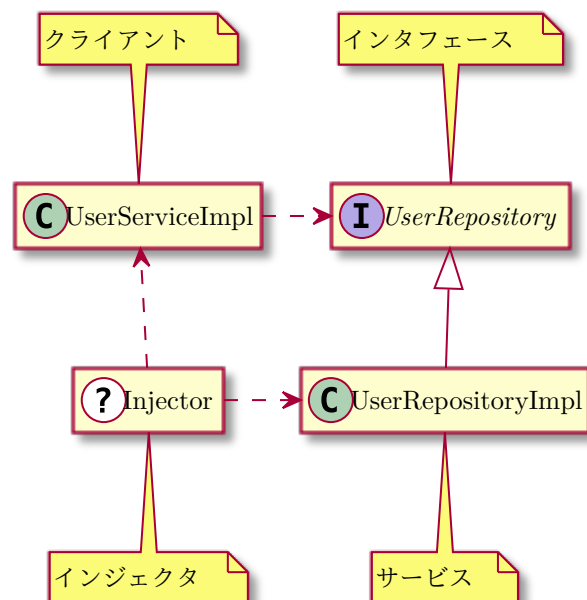 クライアント
インタフェース
C UserServiceImpl
I UserRepository
? Injector
C UserRepositoryImpl
インジェクタ
サービス